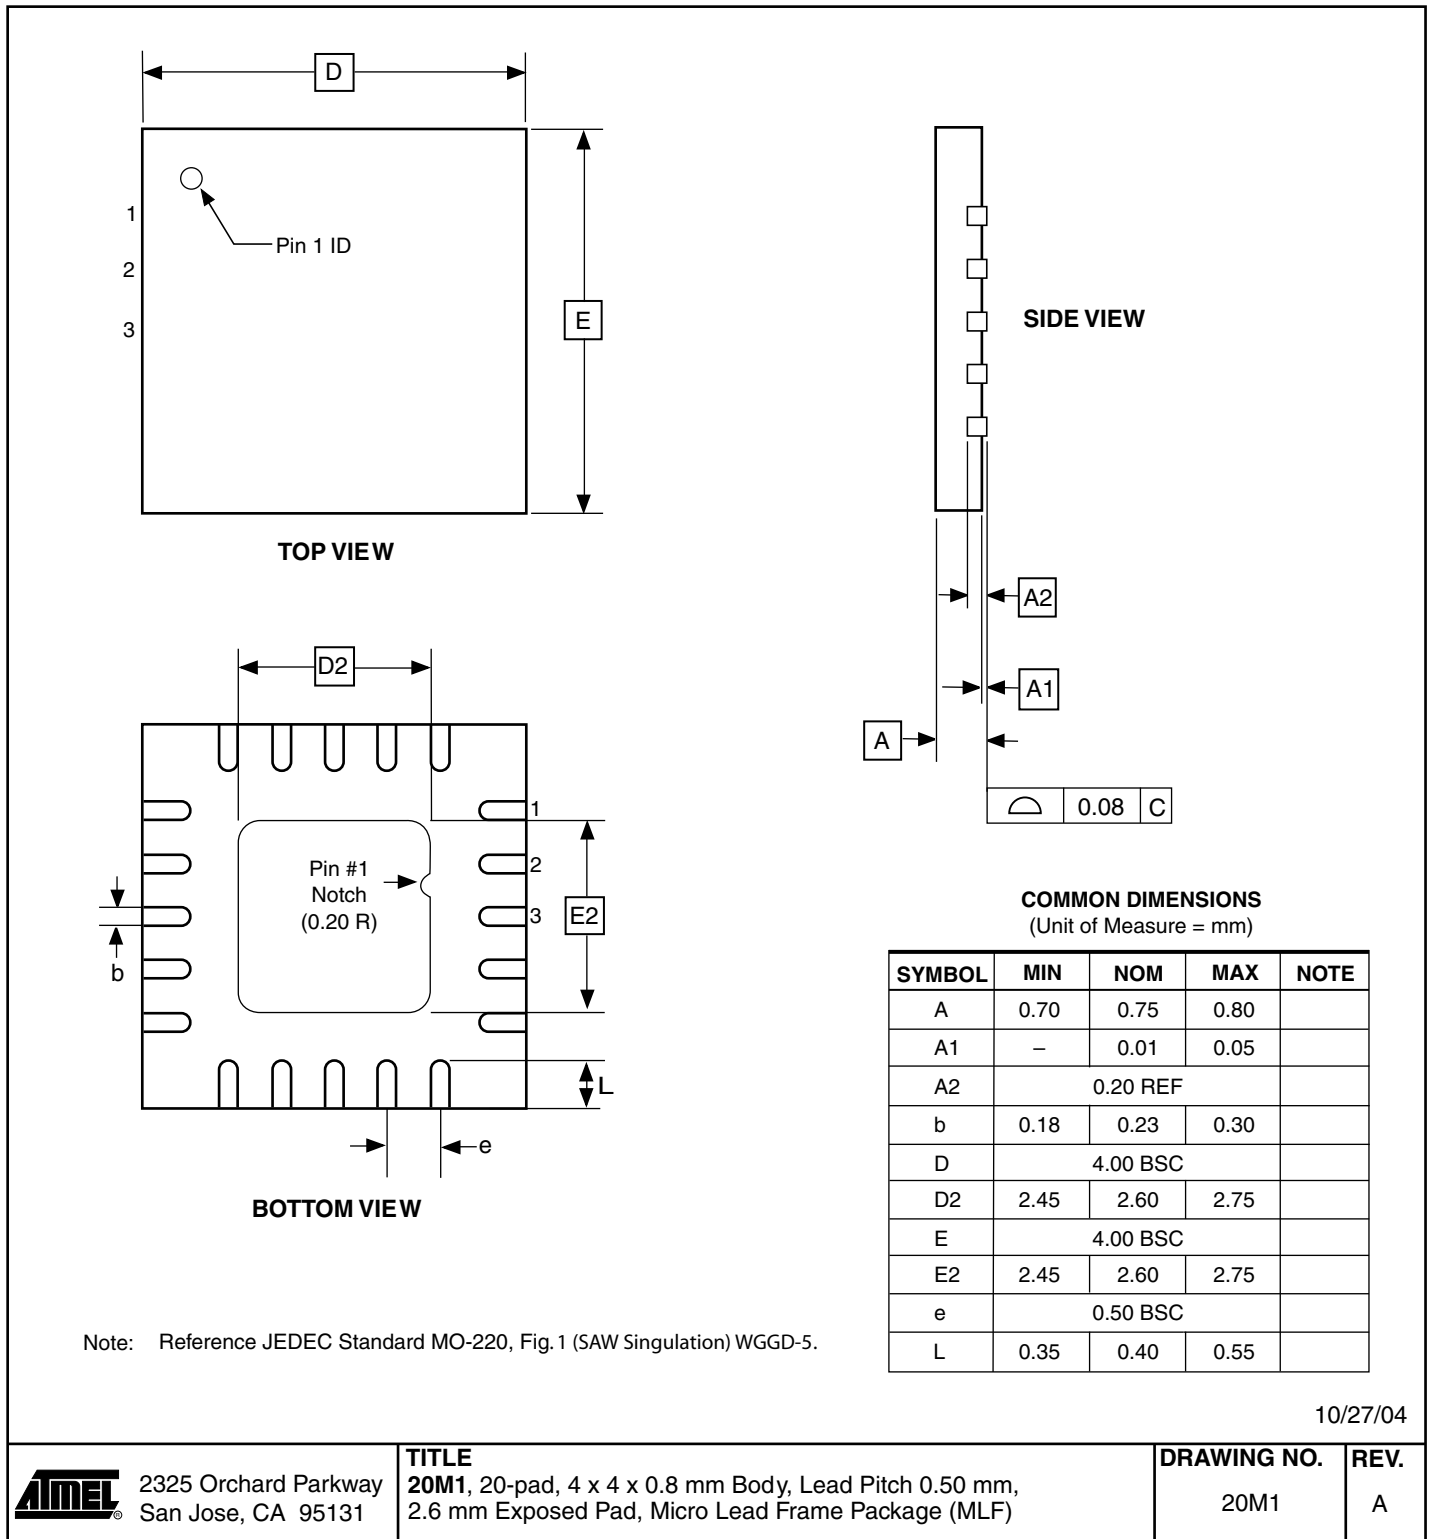 D
1
2
3
Pin 1 ID
E
SIDE VIEW
TOP VIEW
A2
A1
A
0.08 C
D2
1
2
3
Pin #1
Notch
(0.20 R)
E2
b
L
e
BOTTOM VIEW
COMMON DIMENSIONS
(Unit of Measure = mm)
SYMBOL MIN NOM MAX NOTE
A 0.70 0.75 0.80
A1 – 0.01 0.05
A2 0.20 REF
b 0.18 0.23 0.30
D 4.00 BSC
D2 2.45 2.60 2.75
E 4.00 BSC
E2 2.45 2.60 2.75
e 0.50 BSC
L 0.35 0.40 0.55
Note: Reference JEDEC Standard MO-220, Fig. 1 (SAW Singulation) WGGD-5.
10/27/04
ATMEL ®
2325 Orchard Parkway
San Jose, CA 95131
TITLE
20M1, 20-pad, 4 x 4 x 0.8 mm Body, Lead Pitch 0.50 mm,
2.6 mm Exposed Pad, Micro Lead Frame Package (MLF)
DRAWING NO.
20M1
REV.
A